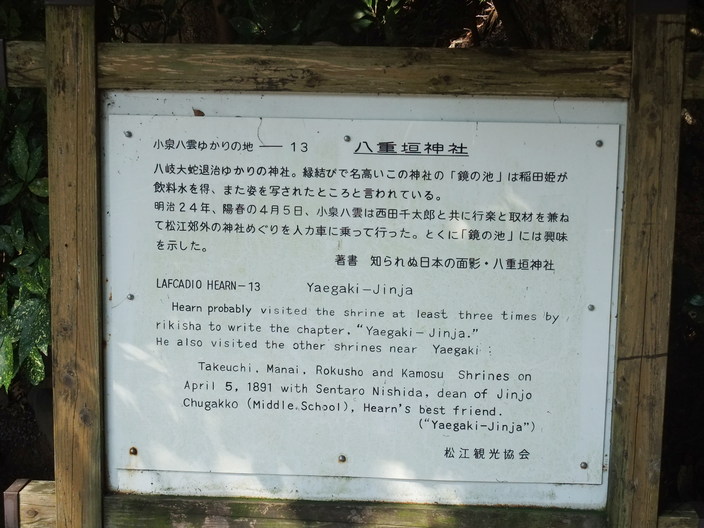 小泉八雲ゆかりの地 ― 13 八重垣神社
八岐大蛇退治ゆかりの神社。縁結びで名高いこの神社の「鏡の池」は稲田姫が
飲料水を得、また姿を写されたところと言われている。
明治24年、陽春の4月5日、小泉八雲は西田千太郎と共に行楽と取材を兼ね
て松江郊外の神社めぐりを人力車に乗って行った。とくに「鏡の池」には興味
を示した。
著書 知られぬ日本の面影・八重垣神社
LAFCADIO HEARN−13 Yaegaki−Jinja
Hearn probably visited the shrine at least three times by
rikisha to write the chapter. “Yaegaki−Jinja.”
He also visited the other shrines near Yaegaki :
Takeuchi. Manai. Rokusho and Kamosu Shrines on
April 5, 1891 with Sentaro Nishida, dean of Jinjo
Chugakko (Middle.School), Hearn's best friend.
(“Yaegaki-Jinja”)
松江観光協会